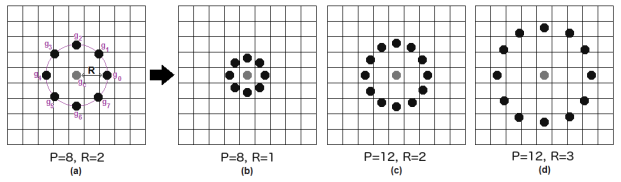 g3 g2 g1
g4 gc R g0
g5 g6 g7
P=8, R=2 P=8, R=1 P=12, R=2 P=12, R=3
(a) (b) (c) (d)